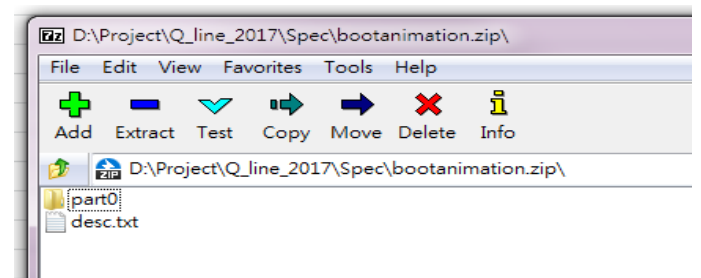 7z D:\Project\Q_line_2017\Spec\bootanimation.zip\
File Edit View Favorites Tools Help
Add Extract Test Copy Move Delete Info
ZIP D:\Project\Q_line_2017\Spec\bootanimation.zip\
part0
desc.txt